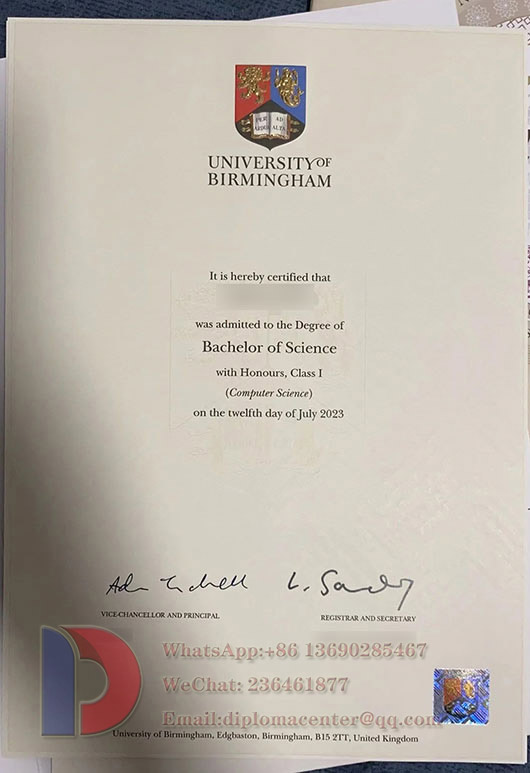 PER AD
ARDUA ALTA
UNIVERSITY OF
BIRMINGHAM
It is hereby certified that
was admitted to the Degree of
Bachelor of Science
with Honours, Class I
(Computer Science)
on the twelfth day of July 2023
VICE-CHANCELLOR AND PRINCIPAL
REGISTRAR AND SECRETARY
WhatsApp:+86 13690285467
WeChat: 236461877
Email:diplomacenter@qq.com
University of Birmingham, Edgbaston, Birmingham, B15 2TT, United Kingdom